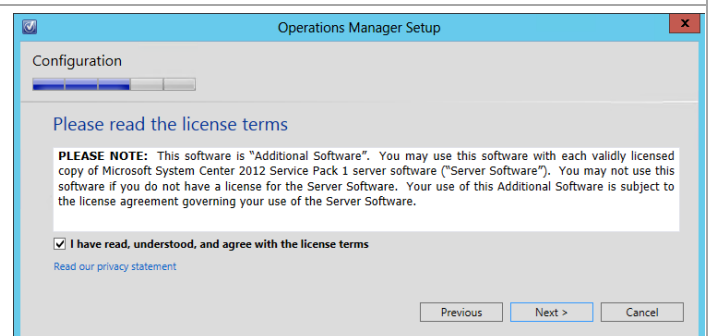 Operations Manager Setup
x
Configuration
Please read the license terms
PLEASE NOTE: This software is "Additional Software". You may use this software with each validly licensed
copy of Microsoft System Center 2012 Service Pack 1 server software ("Server Software"). You may not use this
software if you do not have a license for the Server Software. Your use of this Additional Software is subject to
the license agreement governing your use of the Server Software.
I have read, understood, and agree with the license terms
Read our privacy statement
Previous Next > Cancel